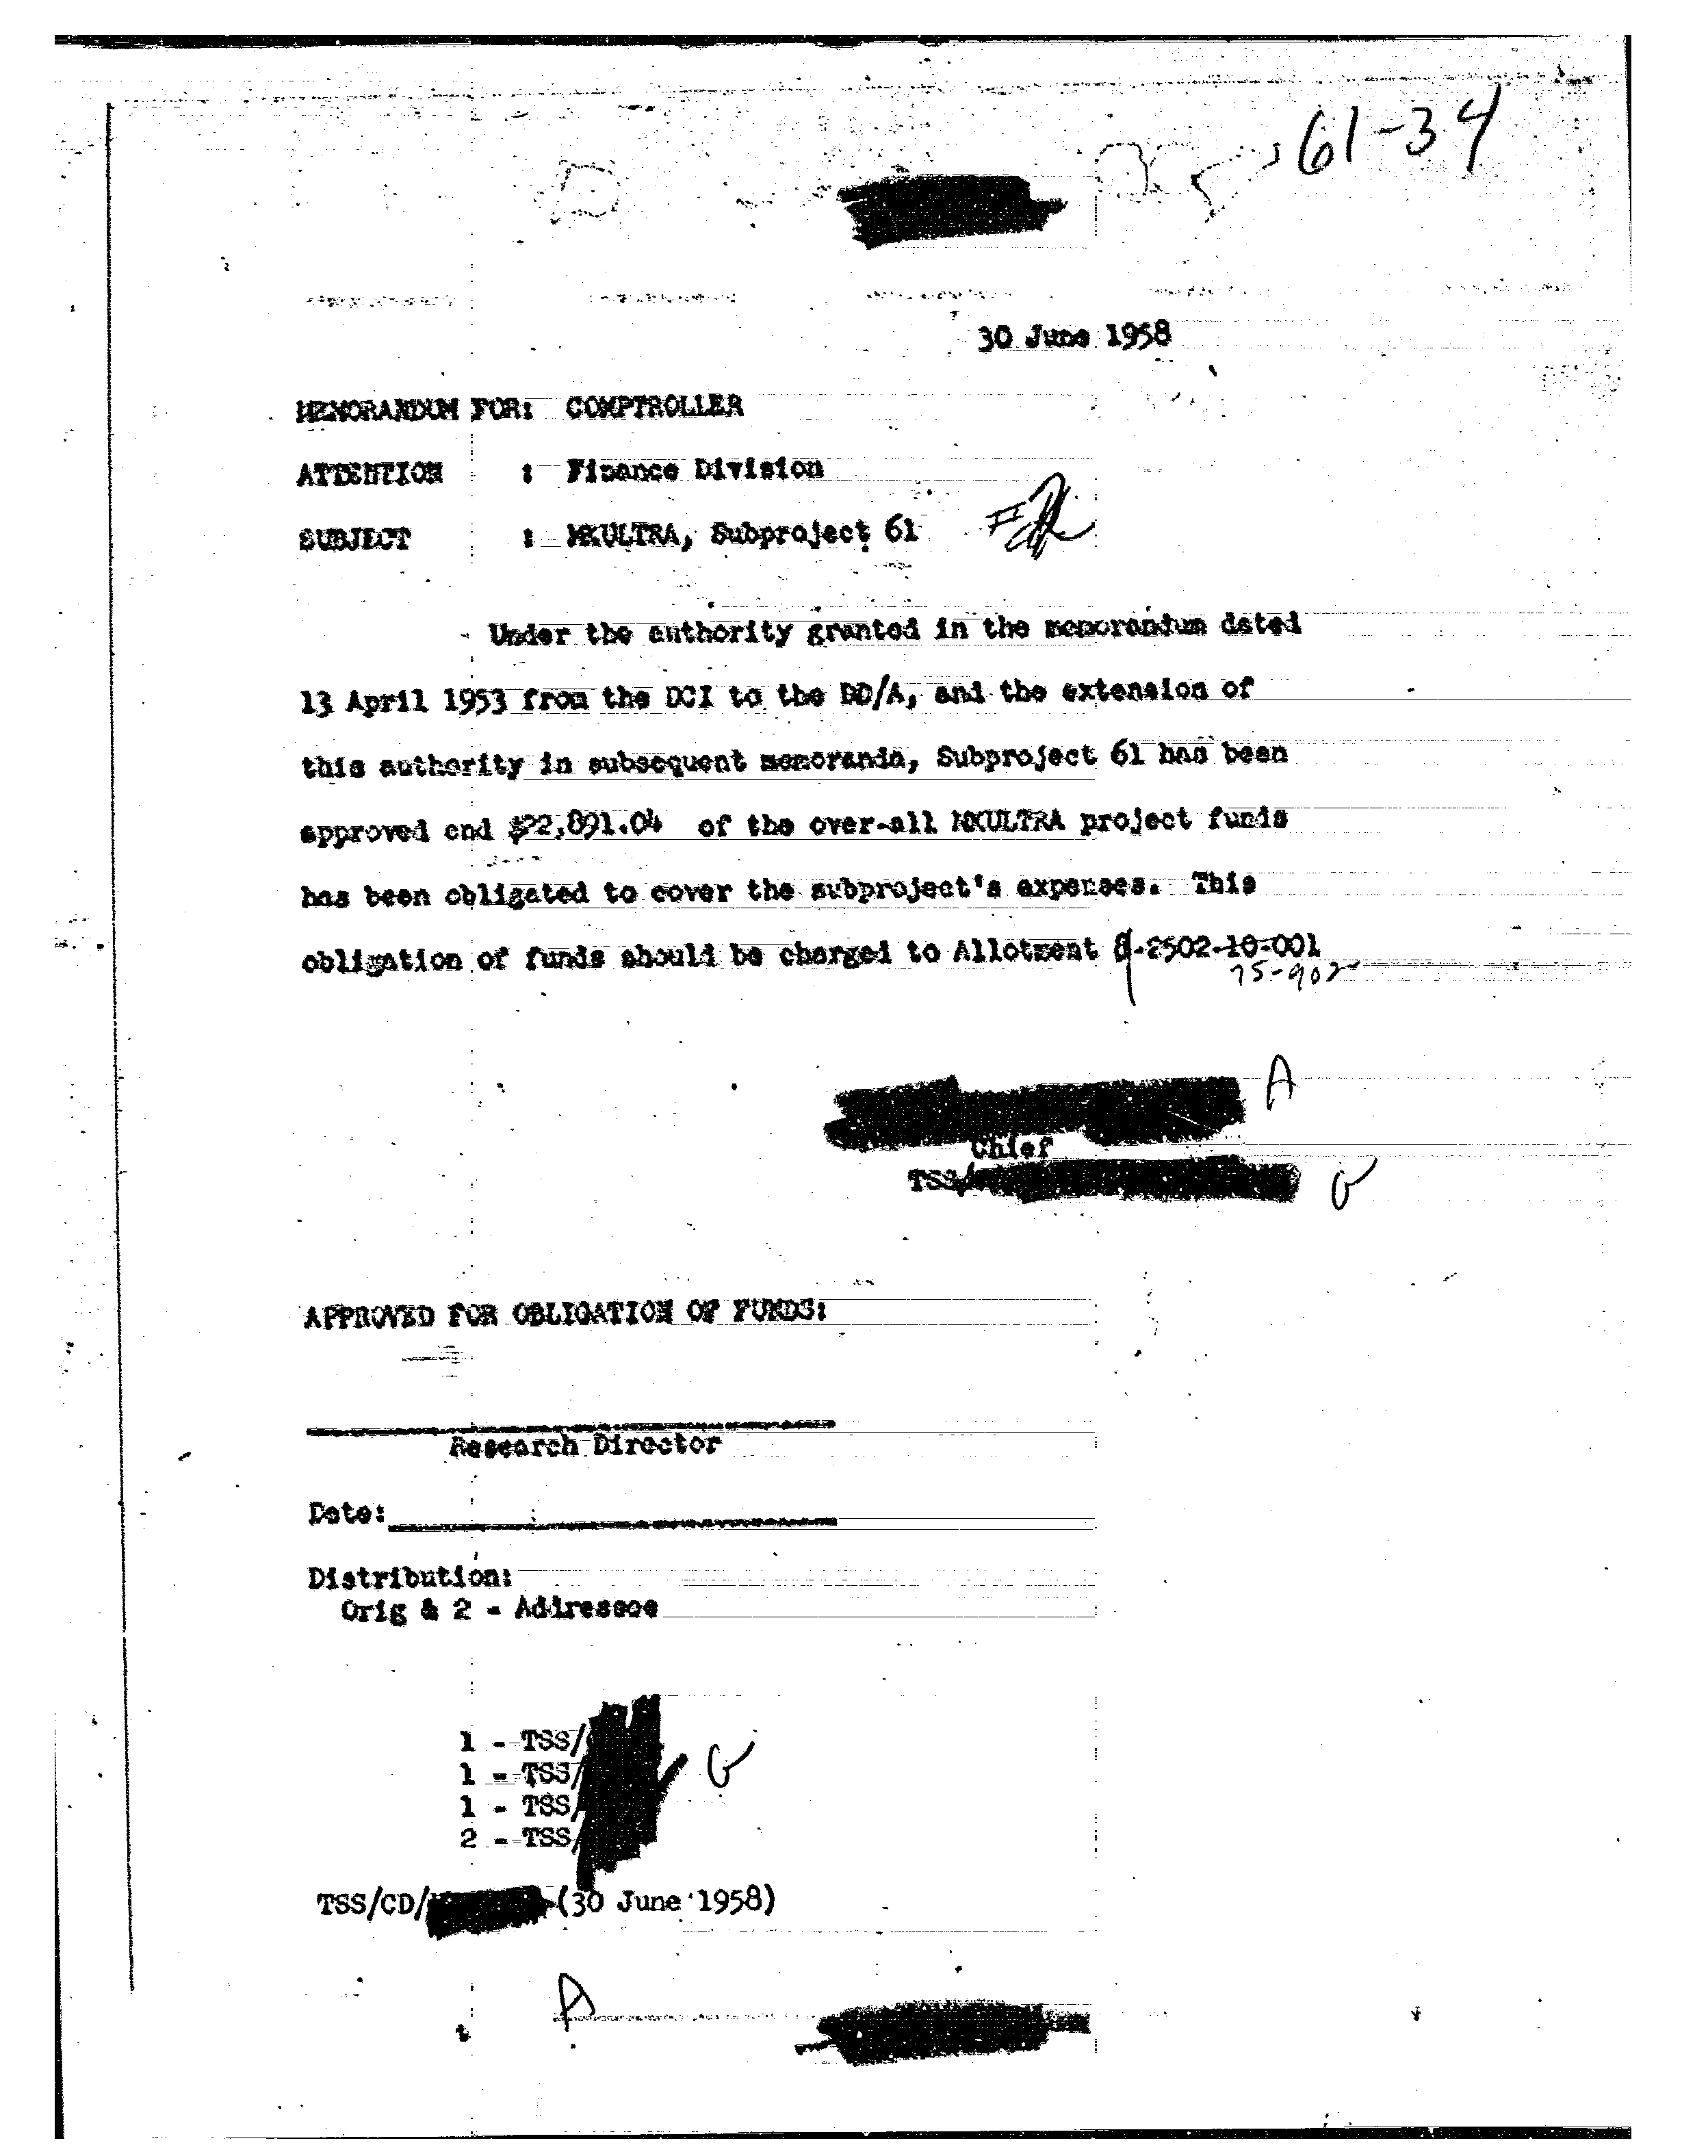 61-34
30 June 1958
MEMORANDUM FOR: COMPTROLLER
ATTENTION : Finance Division
SUBJECT : MKULTRA, Subproject 61
Under the authority granted in the memorandum dated
13 April 1953 from the DCI to the DD/A, and the extension of
this authority in subsequent memoranda, Subproject 61 has been
approved and $22,891.04 of the over-all MKULTRA project funds
has been obligated to cover the subproject's expenses. This
obligation of funds should be charged to Allotment -2502-10-001
75-902
A
Chief
TSS/
G
APPROVED FOR OBLIGATION OF FUNDS:
Research Director
Date:
Distribution:
Orig & 2 - Addressee
1 - TSS/
1 - TSS/
G
1 - TSS/
2 - TSS/
TSS/CD/ (30 June 1958)
A